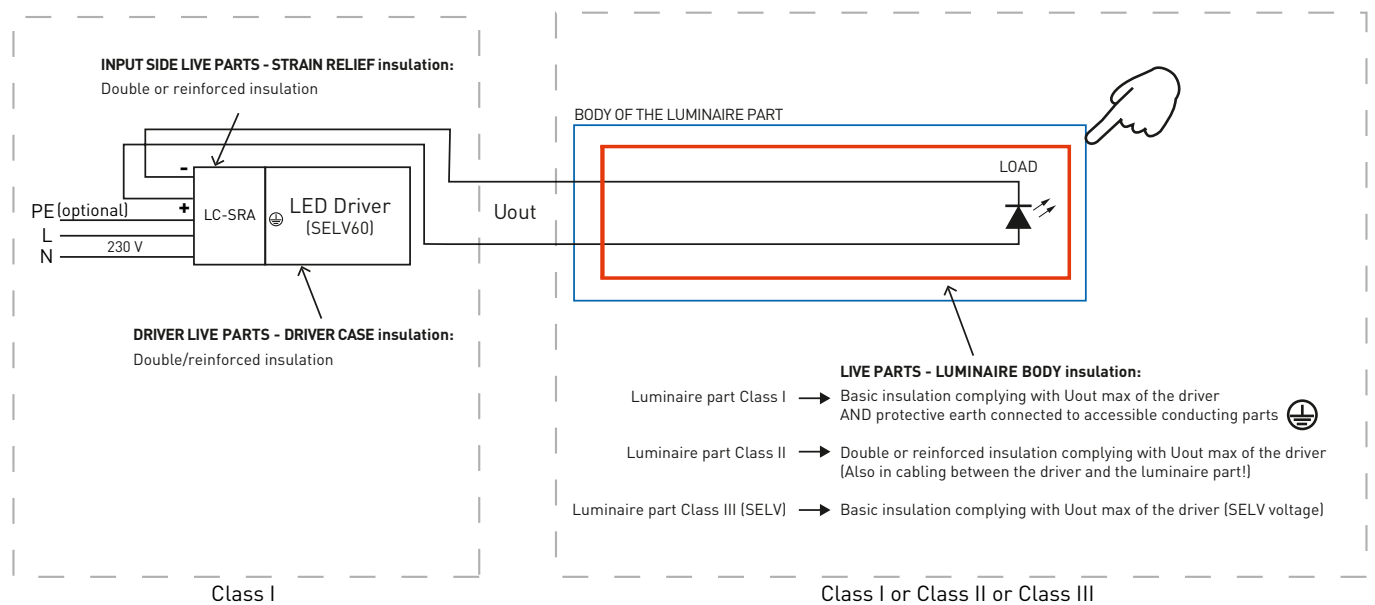 INPUT SIDE LIVE PARTS - STRAIN RELIEF insulation:
Double or reinforced insulation
-
+
PE (optional)
L
N
230 V
LC-SRA
LED Driver
(SELV60)
DRIVER LIVE PARTS - DRIVER CASE insulation:
Double/reinforced insulation
Class I
Uout
BODY OF THE LUMINAIRE PART
LOAD
LIVE PARTS - LUMINAIRE BODY insulation:
Luminaire part Class I
Basic insulation complying with Uout max of the driver
AND protective earth connected to accessible conducting parts
Luminaire part Class II
Double or reinforced insulation complying with Uout max of the driver
(Also in cabling between the driver and the luminaire part!)
Luminaire part Class III (SELV)
Basic insulation complying with Uout max of the driver (SELV voltage)
Class I or Class II or Class III